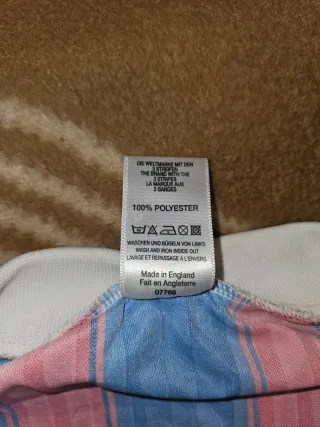 DIE WELTMARKE MIT DEN
3 STREIFEN
THE BRAND WITH THE
3 STRIPES
LA MARQUE AUX
3 BANDES
100% POLYESTER
WASCHEN UND BÜGELN VON LINKS
WASH AND IRON INSIDE OUT
LAVAGE ET REPASSAGE A L'ENVERS
Made in England
Fait en Angleterre
07766